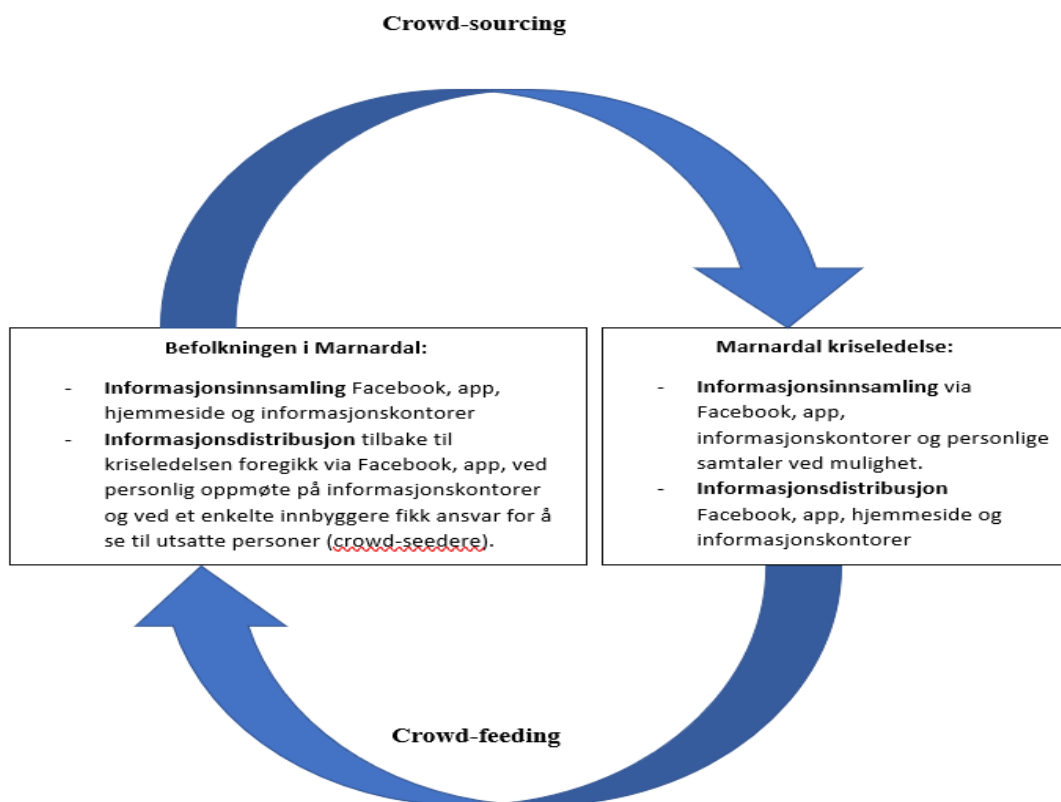 Crowd-sourcing
Befolkningen i Marnardal:
- Informasjonsinnsamling Facebook, app,
hjemmeside og informasjonskontorer
- Informasjonsdistribusjon tilbake til
kriseledelsen foregikk via Facebook, app, ved
personlig oppmøte på informasjonskontorer
og ved et enkelte innbyggere fikk ansvar for å
se til utsatte personer (crowd-seedere).
Marnardal kriseledelse:
- Informasjonsinnsamling via
Facebook, app,
informasjonskontorer og personlige
samtaler ved mulighet.
- Informasjonsdistribusjon
Facebook, app, hjemmeside og
informasjonskontorer
Crowd-feeding